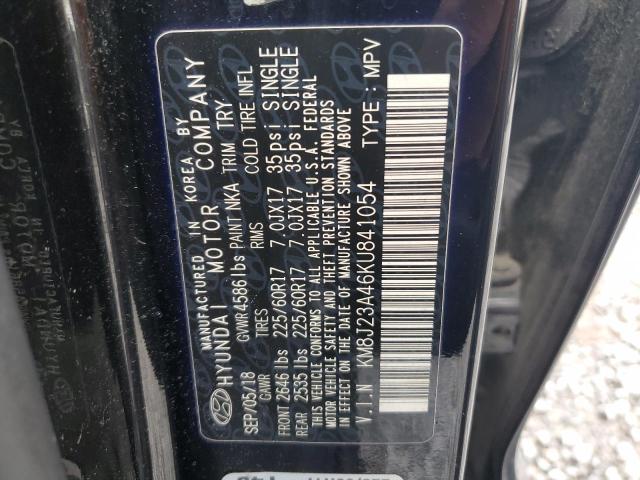 MANUFACTURED IN KOREA BY
HYUNDAI MOTOR COMPANY
SEP/05/18 GVWR 4586 lbs PAINT NKA TRIM TRY
GAWR TIRES RIMS COLD TIRE INFL
FRONT 2646 lbs 225/60R17 7.0JX17 35psi SINGLE
REAR 2535 lbs 225/60R17 7.0JX17 35psi SINGLE
THIS VEHICLE CONFORMS TO ALL APPLICABLE U.S.A. FEDERAL
MOTOR VEHICLE SAFETY AND THEFT PREVENTION STANDARDS
IN EFFECT ON THE DATE OF MANUFACTURE SHOWN ABOVE
V.I.N KM8J23A46KU841054 TYPE : MPV